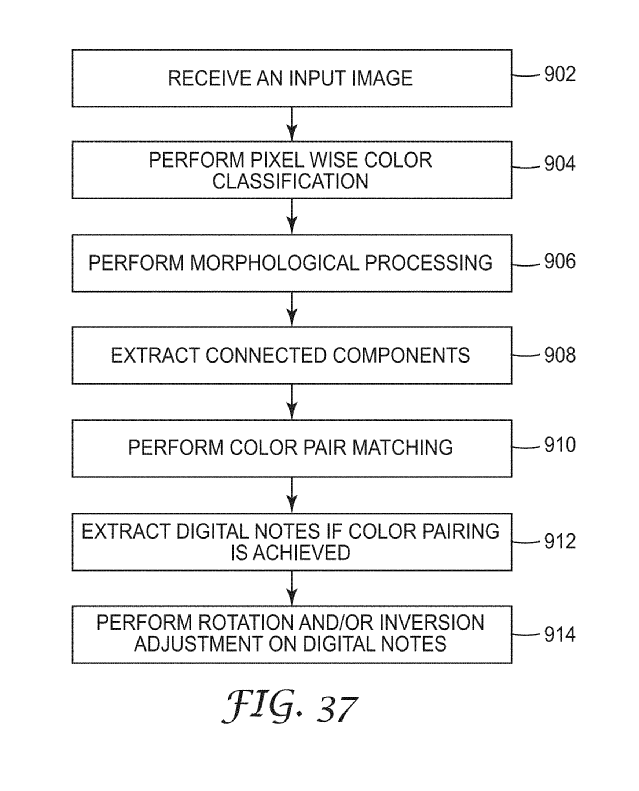 RECEIVE AN INPUT IMAGE
902
PERFORM PIXEL WISE COLOR
CLASSIFICATION
904
PERFORM MORPHOLOGICAL PROCESSING
906
EXTRACT CONNECTED COMPONENTS
908
PERFORM COLOR PAIR MATCHING
910
EXTRACT DIGITAL NOTES IF COLOR PAIRING
IS ACHIEVED
912
PERFORM ROTATION AND/OR INVERSION
ADJUSTMENT ON DIGITAL NOTES
914
FIG. 37